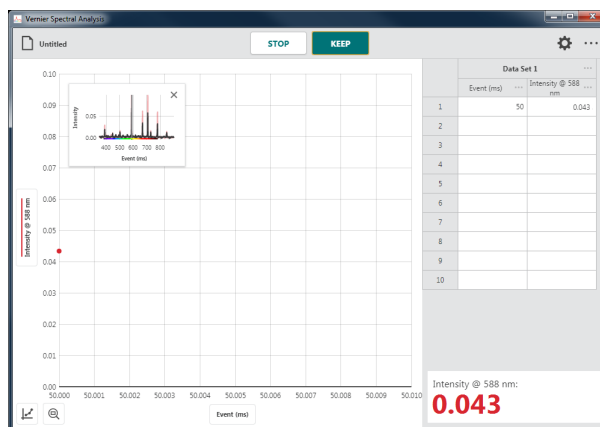 Vernier Spectral Analysis
Untitled
STOP
KEEP
0.10
0.09
0.08
0.07
0.06
0.05
0.04
0.03
0.02
0.01
0.00
Intensity @ 588 nm
50.000 50.001 50.002 50.003 50.004 50.005 50.006 50.007 50.008 50.009 50.010
Event (ms)
Intensity
0.05
0.00
400 500 600 700 800
Event (ms)
Data Set 1
Event (ms) Intensity @ 588 nm
1 50 0.043
2
3
4
5
6
7
8
9
10
Intensity @ 588 nm:
0.043